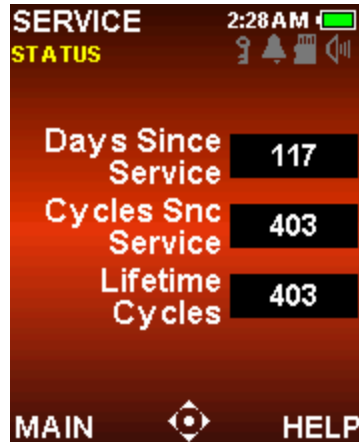 SERVICE 2:28AM
STATUS
Days Since
Service
117
Cycles Snc
Service
403
Lifetime
Cycles
403
MAIN HELP